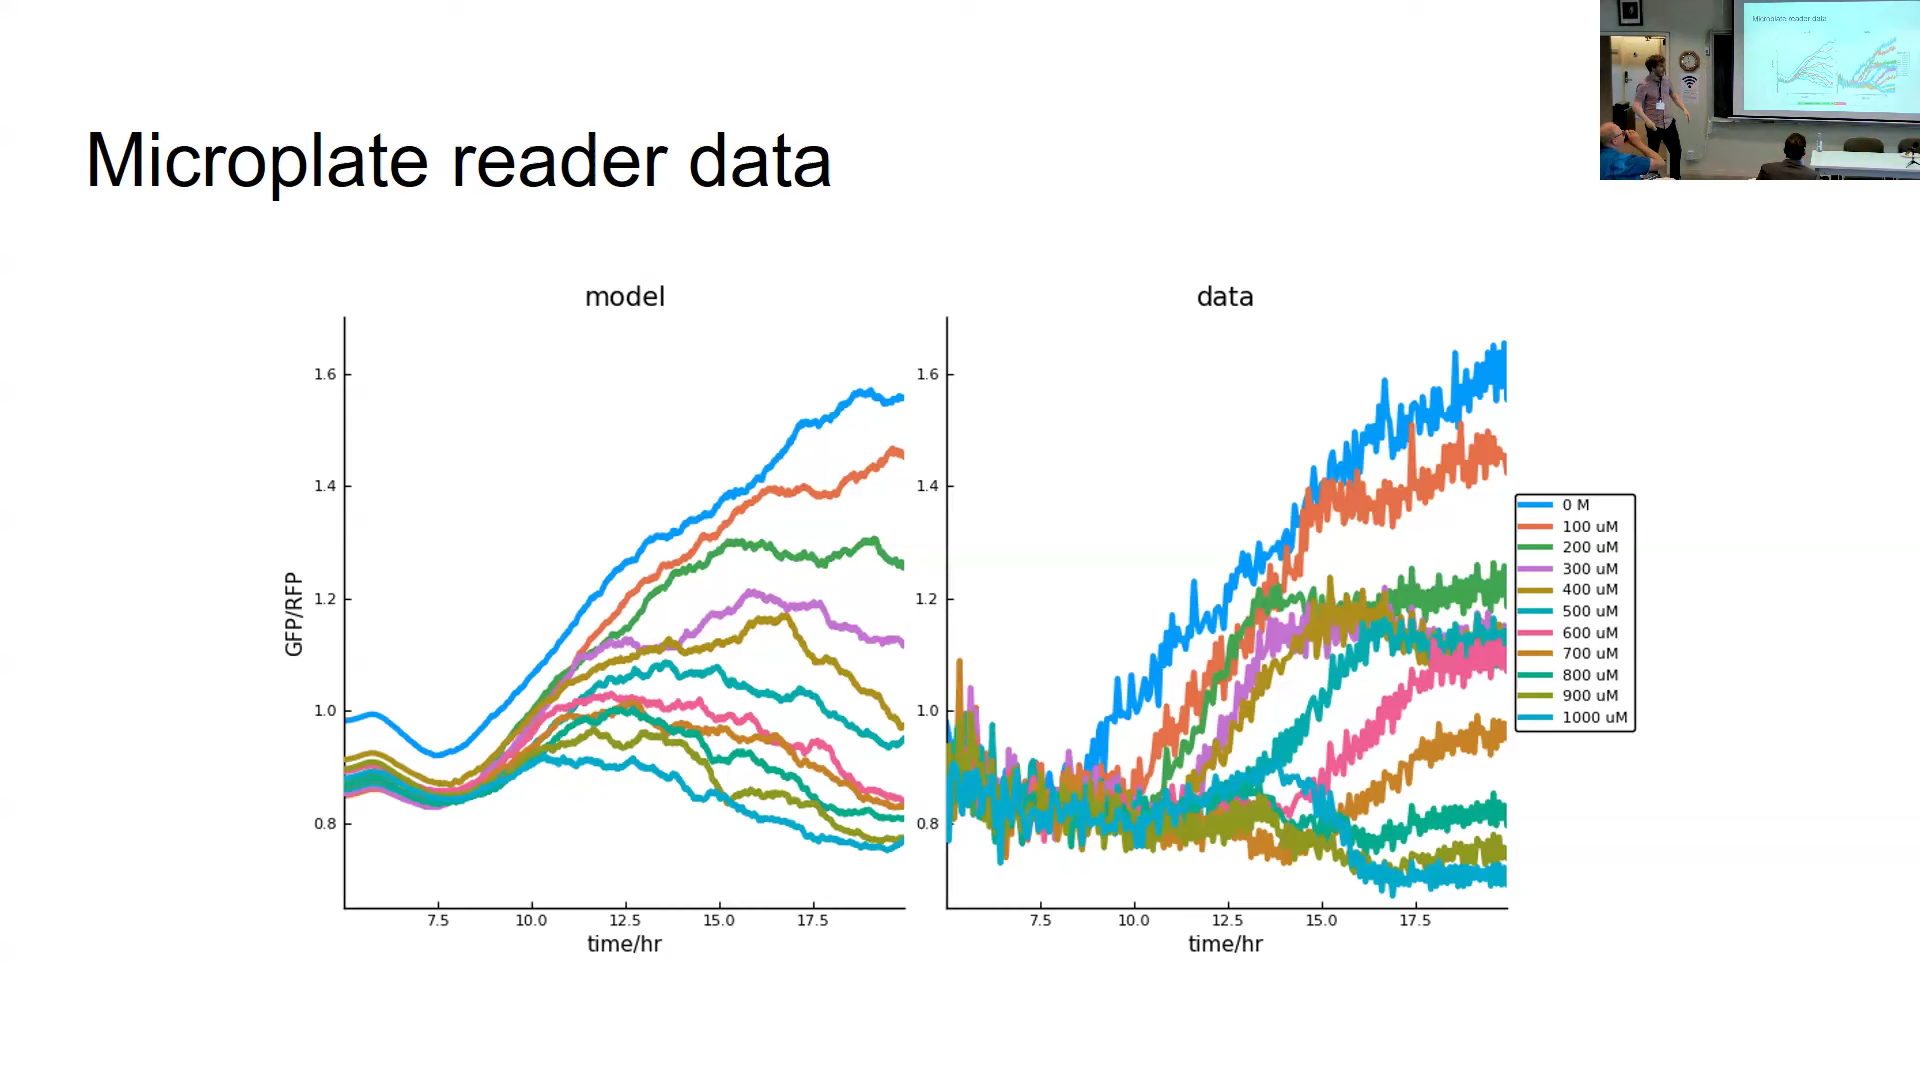 Microplate reader data
Microplate reader data
model
data
GFP/RFP
1.6
1.4
1.2
1.0
0.8
7.5
10.0
12.5
15.0
17.5
time/hr
1.6
1.4
1.2
1.0
0.8
7.5
10.0
12.5
15.0
17.5
time/hr
0 M
100 uM
200 uM
300 uM
400 uM
500 uM
600 uM
700 uM
800 uM
900 uM
1000 uM